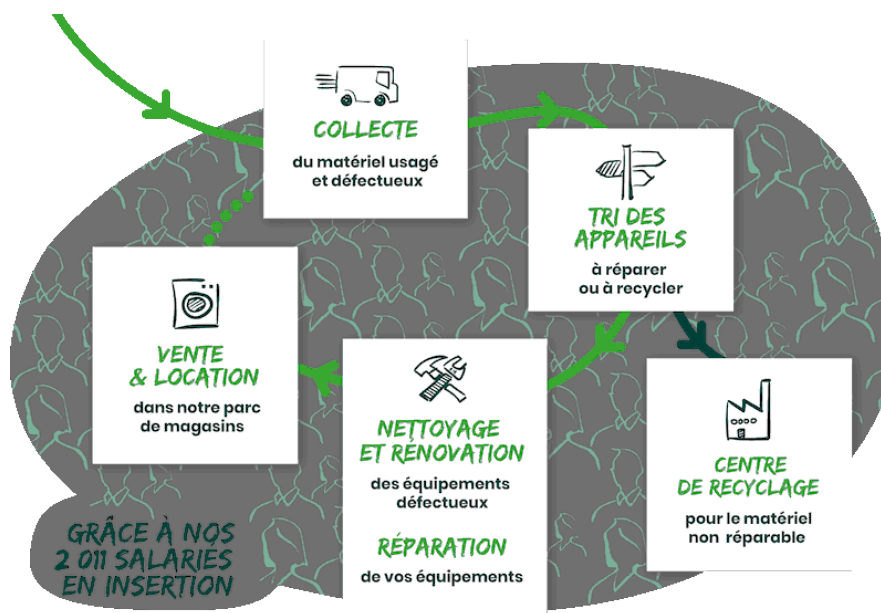 COLLECTE
du matériel usagé
et défectueux
TRI DES
APPAREILS
à réparer
ou à recycler
VENTE
& LOCATION
dans notre parc
de magasins
NETTOYAGE
ET RÉNOVATION
des équipements
défectueux
RÉPARATION
de vos équipements
CENTRE
DE RECYCLAGE
pour le matériel
non réparable
GRÂCE À NOS
2 011 SALARIES
EN INSERTION